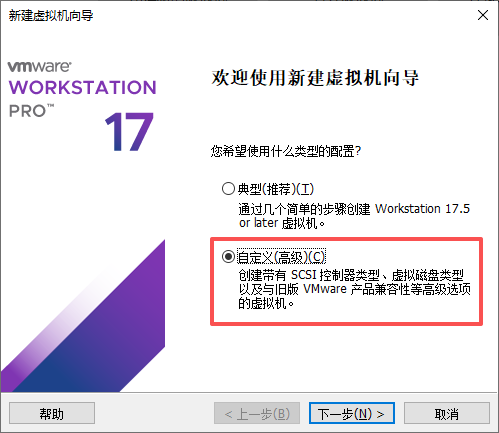 新建虚拟机向导
vmware
WORKSTATION
PRO™
17
欢迎使用新建虚拟机向导
您希望使用什么类型的配置?
典型(推荐)(T)
通过几个简单的步骤创建 Workstation 17.5
or later 虚拟机。
自定义(高级)(C)
创建带有 SCSI 控制器类型、虚拟磁盘类型
以及与旧版 VMware 产品兼容性等高级选项
的虚拟机。
帮助
< 上一步(B)
下一步(N) >
取消